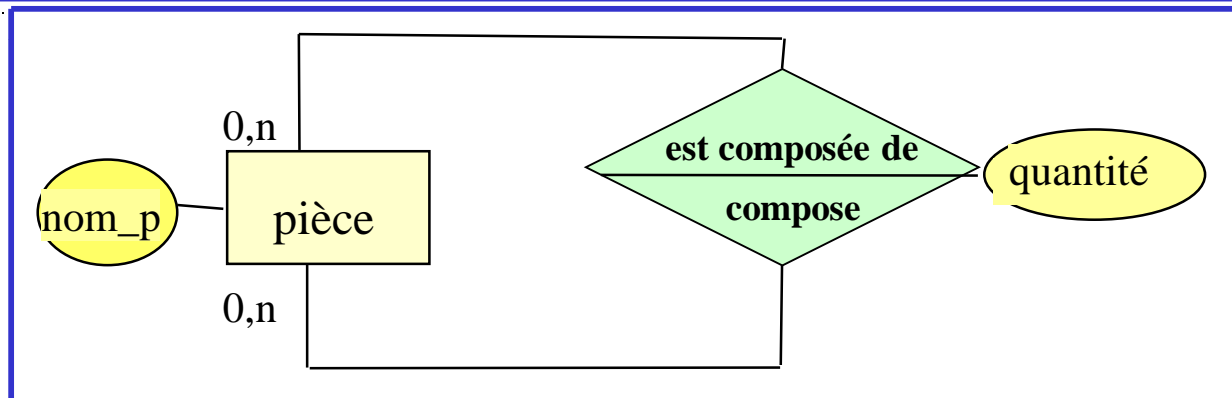 0,n
est composée de
quantité
nom_p
pièce
compose
0,n